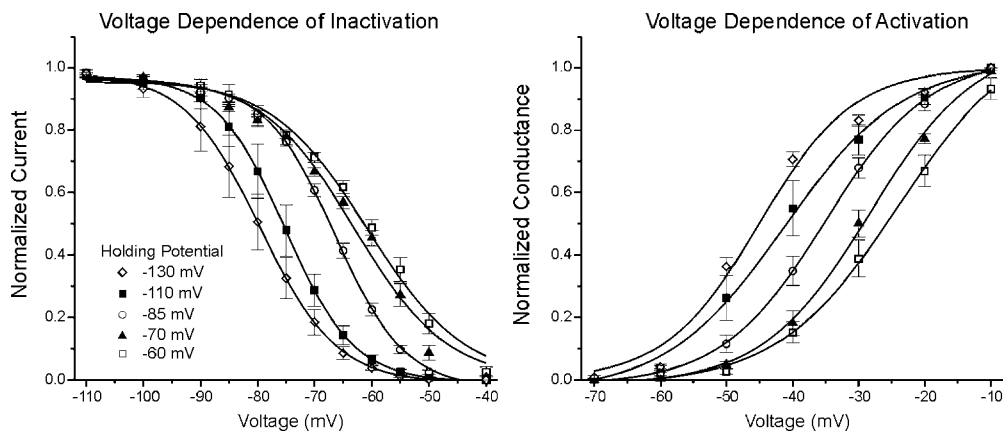 Voltage Dependence of Inactivation
Normalized Current
1.0
0.8
0.6
0.4
0.2
0.0
Holding Potential
-130 mV
-110 mV
-85 mV
-70 mV
-60 mV
-110 -100 -90 -80 -70 -60 -50 -40
Voltage (mV)
Voltage Dependence of Activation
Normalized Conductance
1.0
0.8
0.6
0.4
0.2
0.0
-70 -60 -50 -40 -30 -20 -10
Voltage (mV)